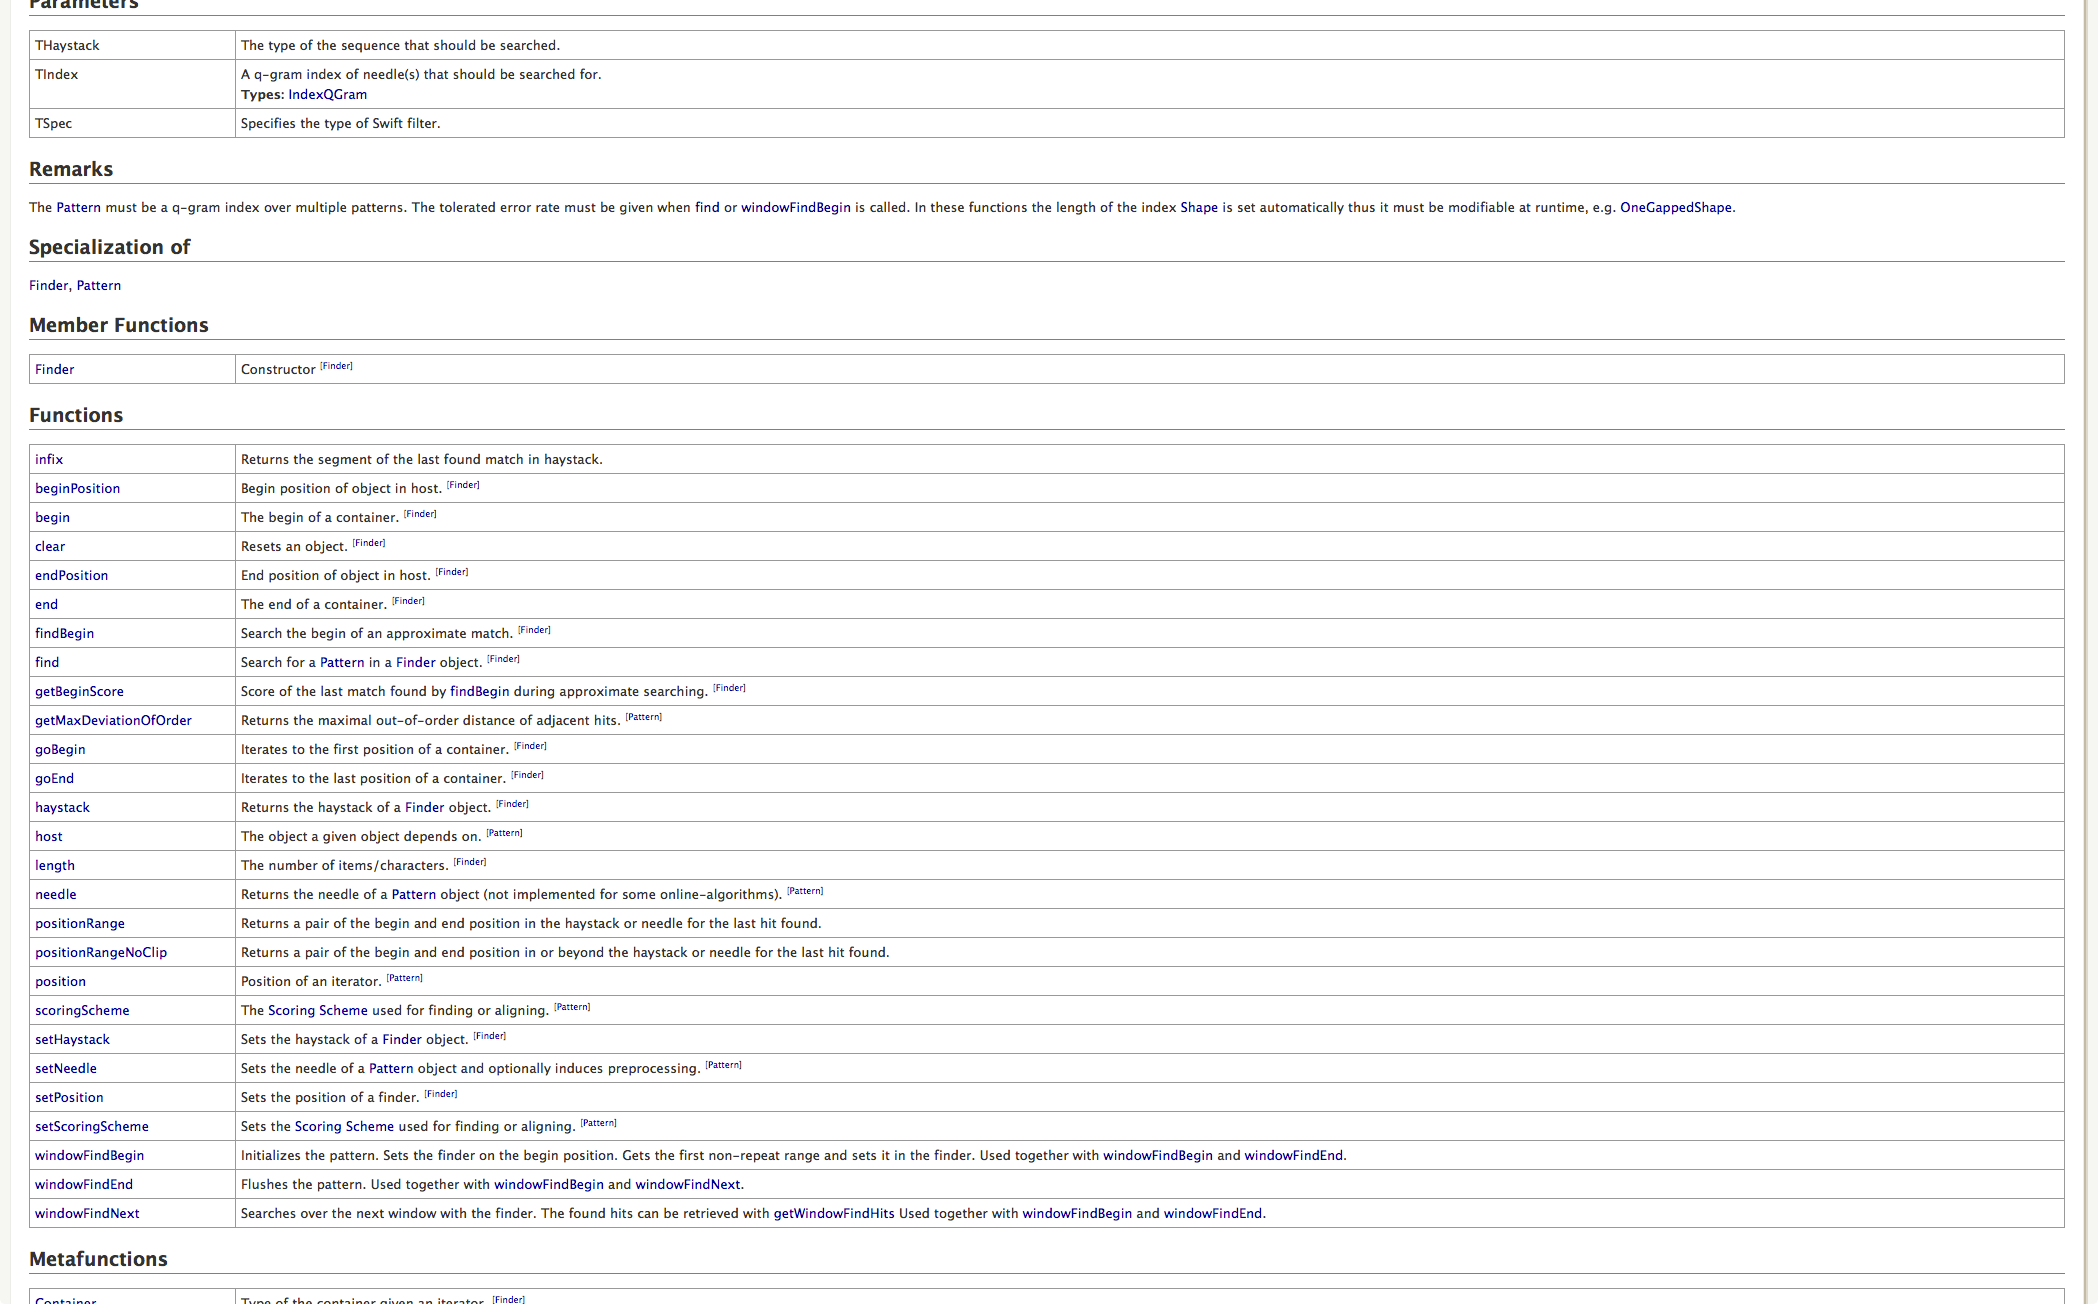 Parameters
THaystack The type of the sequence that should be searched.
TIndex A q-gram index of needle(s) that should be searched for.
Types: IndexQGram
TSpec Specifies the type of Swift filter.
Remarks
The Pattern must be a q-gram index over multiple patterns. The tolerated error rate must be given when find or windowFindBegin is called. In these functions the length of the index Shape is set automatically thus it must be modifiable at runtime, e.g. OneGappedShape.
Specialization of
Finder, Pattern
Member Functions
Finder Constructor [Finder]
Functions
infix Returns the segment of the last found match in haystack.
beginPosition Begin position of object in host. [Finder]
begin The begin of a container. [Finder]
clear Resets an object. [Finder]
endPosition End position of object in host. [Finder]
end The end of a container. [Finder]
findBegin Search the begin of an approximate match. [Finder]
find Search for a Pattern in a Finder object. [Finder]
getBeginScore Score of the last match found by findBegin during approximate searching. [Finder]
getMaxDeviationOfOrder Returns the maximal out-of-order distance of adjacent hits. [Pattern]
goBegin Iterates to the first position of a container. [Finder]
goEnd Iterates to the last position of a container. [Finder]
haystack Returns the haystack of a Finder object. [Finder]
host The object a given object depends on. [Pattern]
length The number of items/characters. [Finder]
needle Returns the needle of a Pattern object (not implemented for some online-algorithms). [Pattern]
positionRange Returns a pair of the begin and end position in the haystack or needle for the last hit found.
positionRangeNoClip Returns a pair of the begin and end position in or beyond the haystack or needle for the last hit found.
position Position of an iterator. [Pattern]
scoringScheme The Scoring Scheme used for finding or aligning. [Pattern]
setHaystack Sets the haystack of a Finder object. [Finder]
setNeedle Sets the needle of a Pattern object and optionally induces preprocessing. [Pattern]
setPosition Sets the position of a finder. [Finder]
setScoringScheme Sets the Scoring Scheme used for finding or aligning. [Pattern]
windowFindBegin Initializes the pattern. Sets the finder on the begin position. Gets the first non-repeat range and sets it in the finder. Used together with windowFindBegin and windowFindEnd.
windowFindEnd Flushes the pattern. Used together with windowFindBegin and windowFindNext.
windowFindNext Searches over the next window with the finder. The found hits can be retrieved with getWindowFindHits Used together with windowFindBegin and windowFindEnd.
Metafunctions
Container Type of the container given an iterator. [Finder]